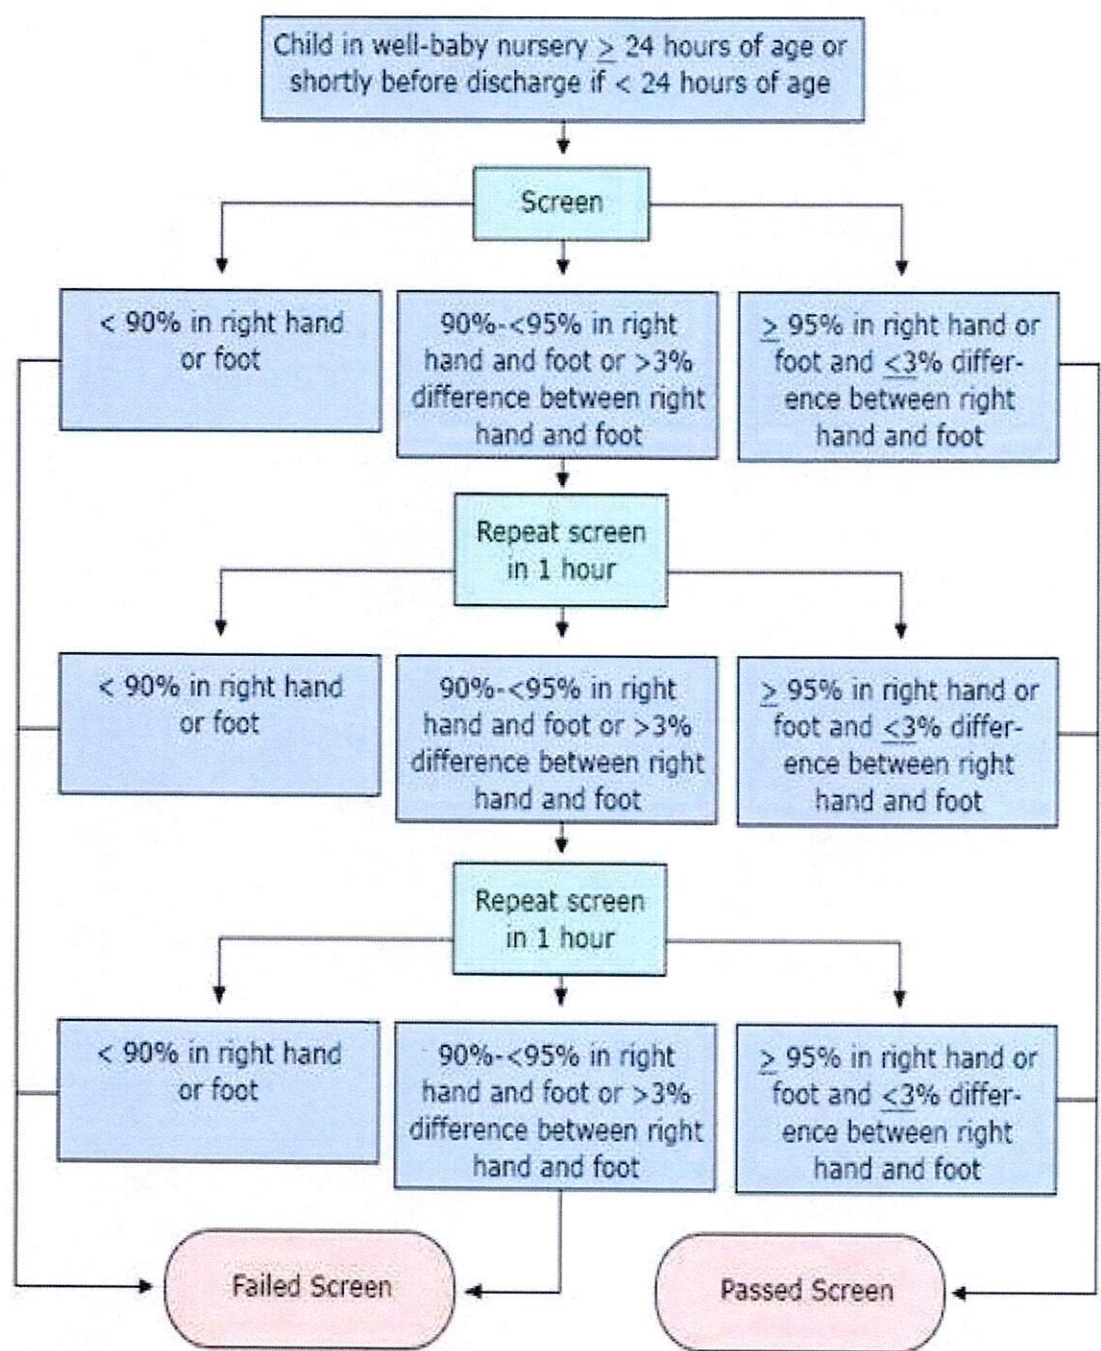 Child in well-baby nursery ≥ 24 hours of age or
shortly before discharge if < 24 hours of age
Screen
< 90% in right hand
or foot
90%-<95% in right
hand and foot or >3%
difference between right
hand and foot
≥ 95% in right hand or
foot and ≤3% differ-
ence between right
hand and foot
Repeat screen
in 1 hour
< 90% in right hand
or foot
90%-<95% in right
hand and foot or >3%
difference between right
hand and foot
≥ 95% in right hand or
foot and ≤3% differ-
ence between right
hand and foot
Repeat screen
in 1 hour
< 90% in right hand
or foot
90%-<95% in right
hand and foot or >3%
difference between right
hand and foot
≥ 95% in right hand or
foot and ≤3% differ-
ence between right
hand and foot
Failed Screen
Passed Screen